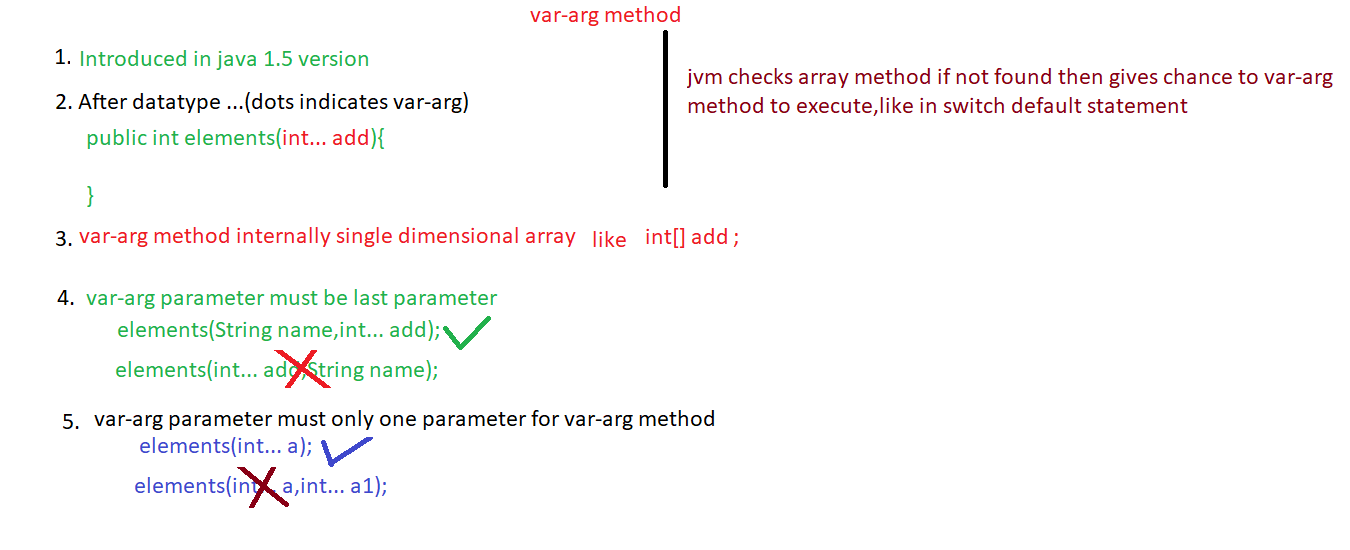 var-arg method
1. Introduced in java 1.5 version
jvm checks array method if not found then gives chance to var-arg
method to execute,like in switch default statement
2. After datatype ...(dots indicates var-arg)
public int elements(int... add){
}
3. var-arg method internally single dimensional array like int[] add ;
4. var-arg parameter must be last parameter
elements(String name,int... add);
elements(int... add,String name);
5. var-arg parameter must only one parameter for var-arg method
elements(int... a);
elements(int... a,int... a1);